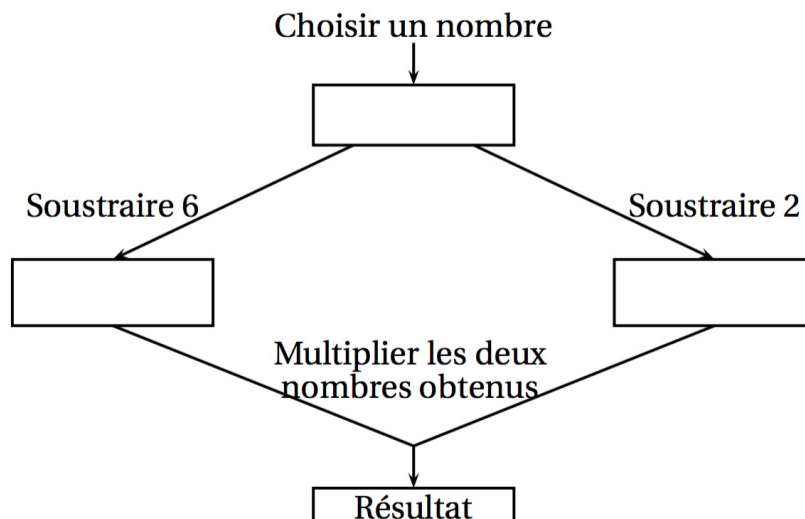 Choisir un nombre
Soustraire 6
Soustraire 2
Multiplier les deux
nombres obtenus
Résultat